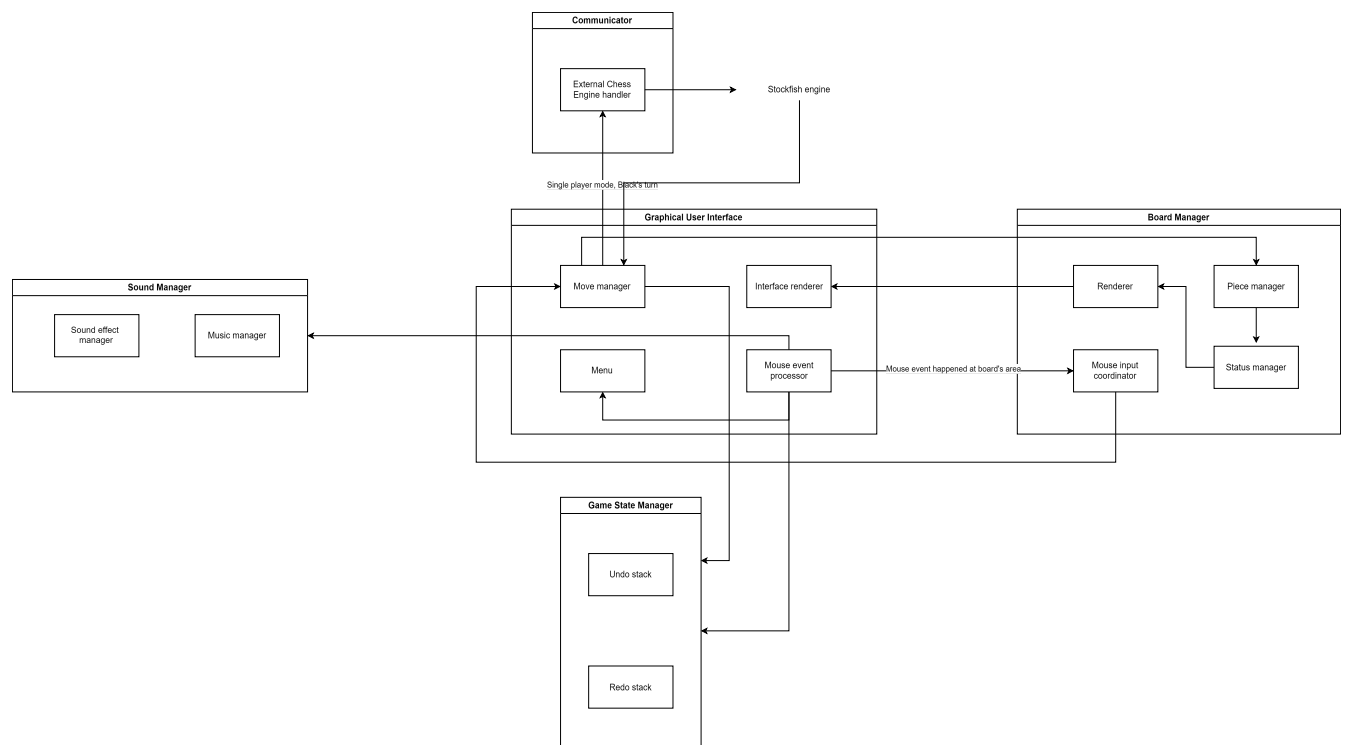 Communicator
External Chess
Engine handler
Stockfish engine
Single player mode, Black's turn
Graphical User Interface
Board Manager
Move manager
Interface renderer
Renderer
Piece manager
Sound Manager
Sound effect
manager
Music manager
Menu
Mouse event
processor
Mouse event happened at board's area
Mouse input
coordinator
Status manager
Game State Manager
Undo stack
Redo stack